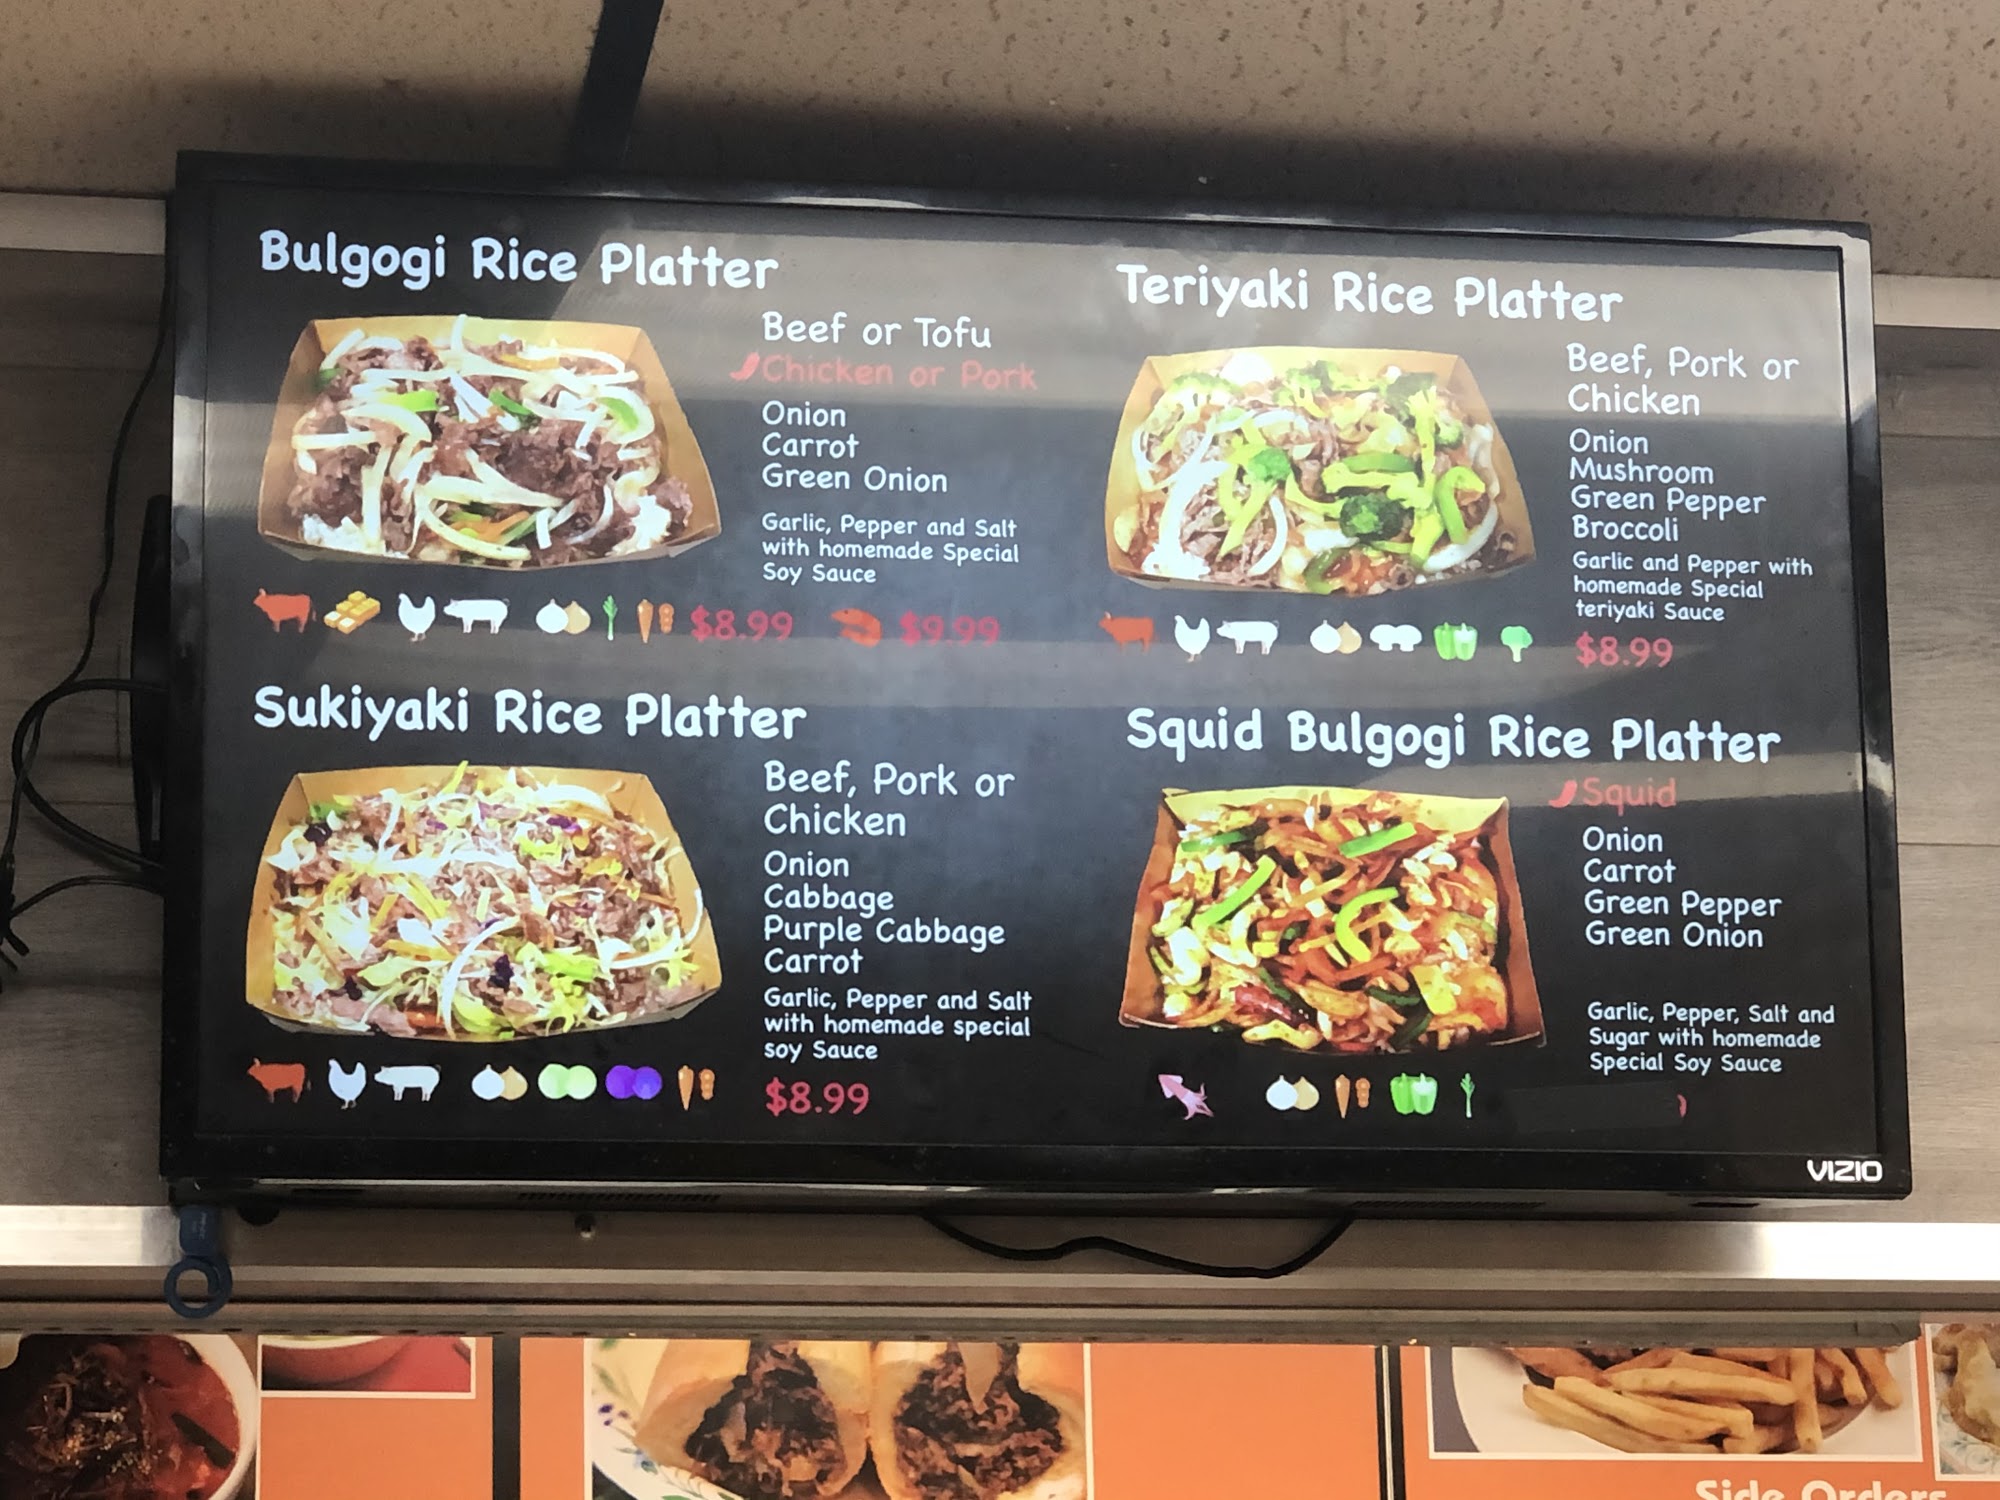 Bulgogi Rice Platter
Beef or Tofu
Chicken or Pork
Onion
Carrot
Green Onion
Garlic, Pepper and Salt
with homemade Special
Soy Sauce
$8.99
$9.99
Teriyaki Rice Platter
Beef, Pork or
Chicken
Onion
Mushroom
Green Pepper
Broccoli
Garlic and Pepper with
homemade Special
teriyaki Sauce
$8.99
Sukiyaki Rice Platter
Beef, Pork or
Chicken
Onion
Cabbage
Purple Cabbage
Carrot
Garlic, Pepper and Salt
with homemade special
soy Sauce
$8.99
Squid Bulgogi Rice Platter
Squid
Onion
Carrot
Green Pepper
Green Onion
Garlic, Pepper, Salt and
Sugar with homemade
Special Soy Sauce
VIZIO
Side Orders